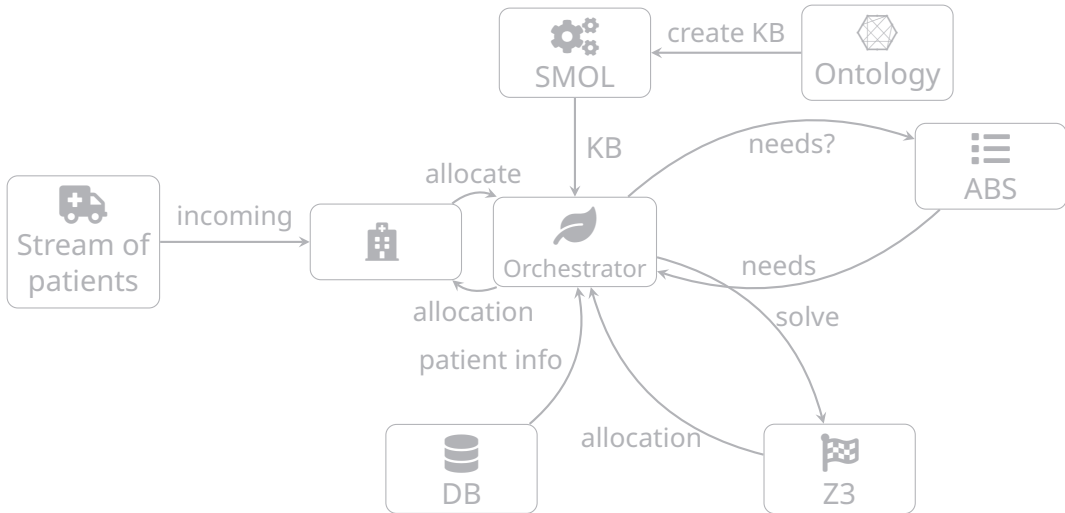 create KB
SMOL
Ontology
KB
needs?
ABS
allocate
incoming
Stream of
patients
Orchestrator
needs
allocation
solve
patient info
allocation
DB
Z3